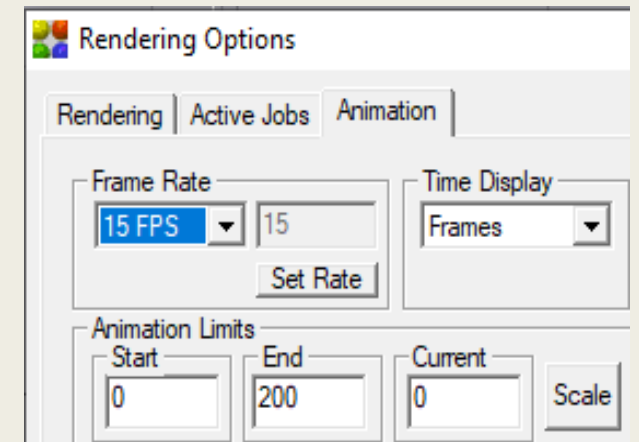 Rendering Options
Rendering Active Jobs Animation
Frame Rate
15 FPS 15
Set Rate
Time Display
Frames
Animation Limits
Start End Current
0 200 0 Scale